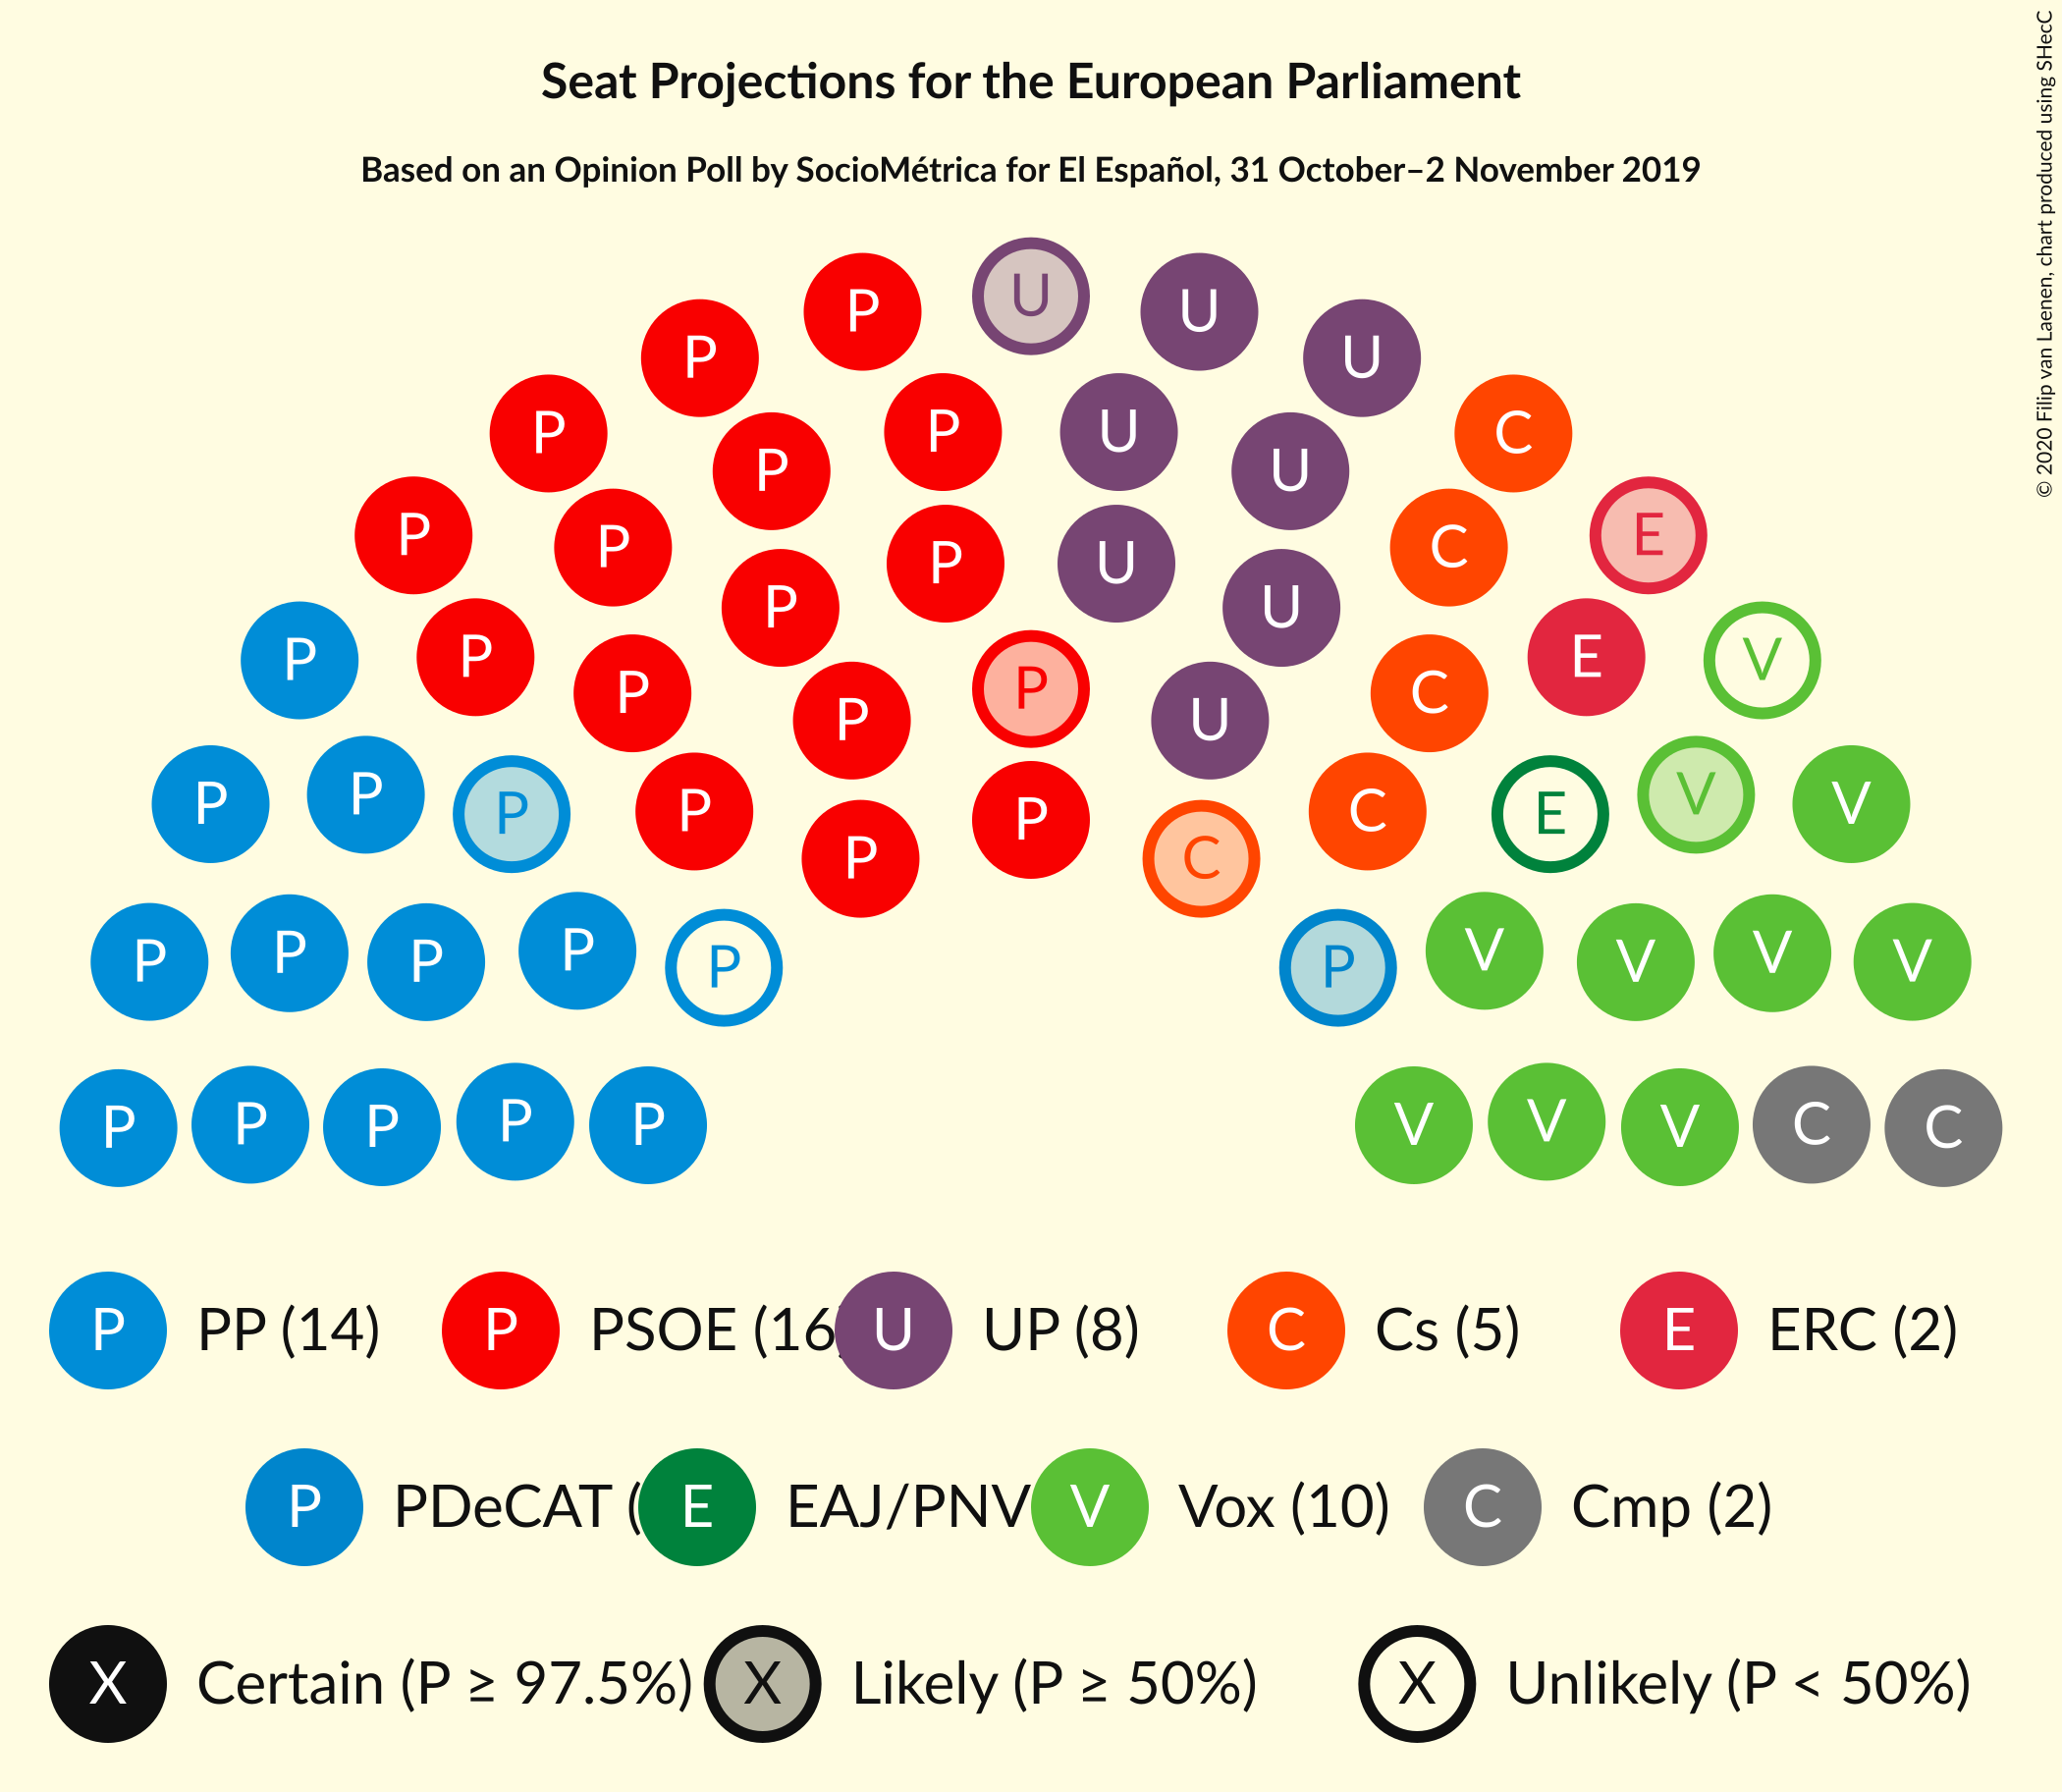 Seat Projections for the European Parliament
Based on an Opinion Poll by SocioMétrica for El Español, 31 October–2 November 2019
© 2020 Filip van Laenen, chart produced using SHecC
U
P U
P U
P U C
P U
P C
P P E
P U
P U
P P E V
P
P P C
P U
P P P C E V V
P P
P C
P P P P P P V V V V
P P P P P V V V C C
P PP (14) P PSOE (16 U UP (8) C Cs (5) E ERC (2)
P PDeCAT ( E EAJ/PNV V Vox (10) C Cmp (2)
X Certain (P ≥ 97.5%) X Likely (P ≥ 50%) X Unlikely (P < 50%)